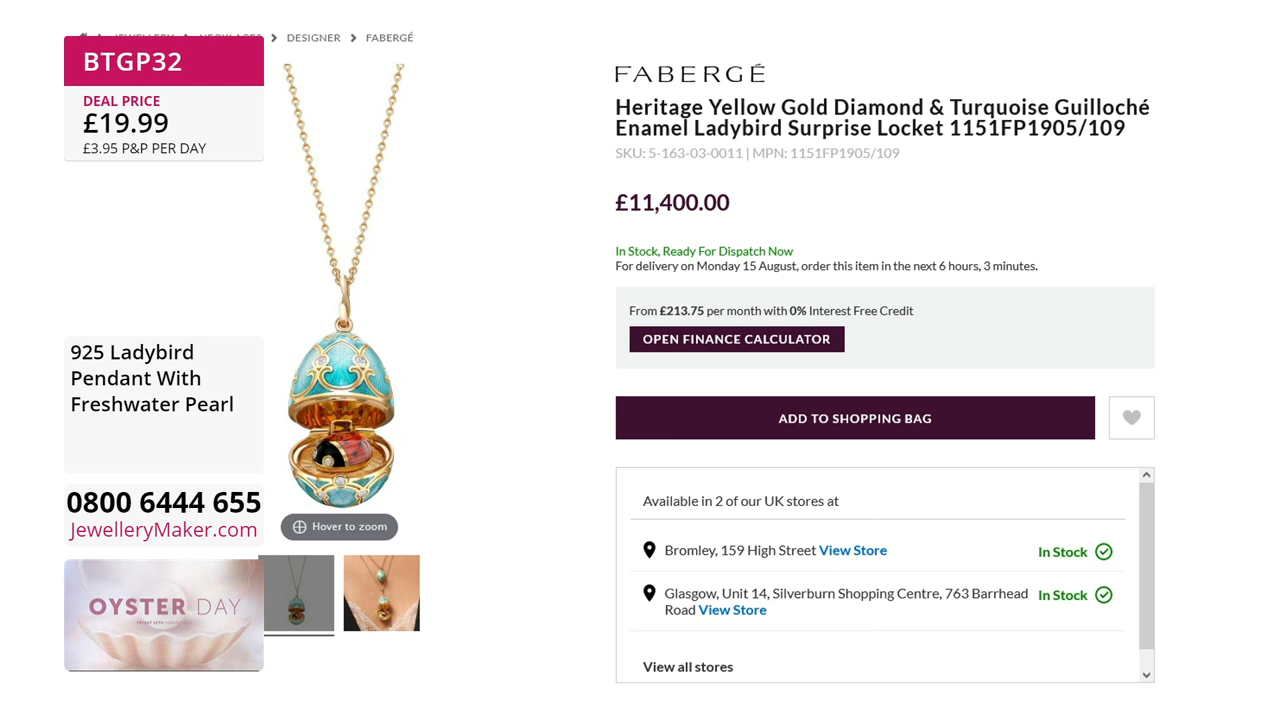 JEWELLERY > NECKLACES > DESIGNER > FABERGÉ
BTGP32
DEAL PRICE
£19.99
£3.95 P&P PER DAY
925 Ladybird
Pendant With
Freshwater Pearl
0800 6444 655
JewelleryMaker.com
OYSTER DAY
Hover to zoom
FABERGÉ
Heritage Yellow Gold Diamond & Turquoise Guilloché
Enamel Ladybird Surprise Locket 1151FP1905/109
SKU: 5-163-03-0011 | MPN: 1151FP1905/109
£11,400.00
In Stock, Ready For Dispatch Now
For delivery on Monday 15 August, order this item in the next 6 hours, 3 minutes.
From £213.75 per month with 0% Interest Free Credit
OPEN FINANCE CALCULATOR
ADD TO SHOPPING BAG
Available in 2 of our UK stores at
Bromley, 159 High Street View Store
In Stock
Glasgow, Unit 14, Silverburn Shopping Centre, 763 Barrhead
Road View Store
In Stock
View all stores